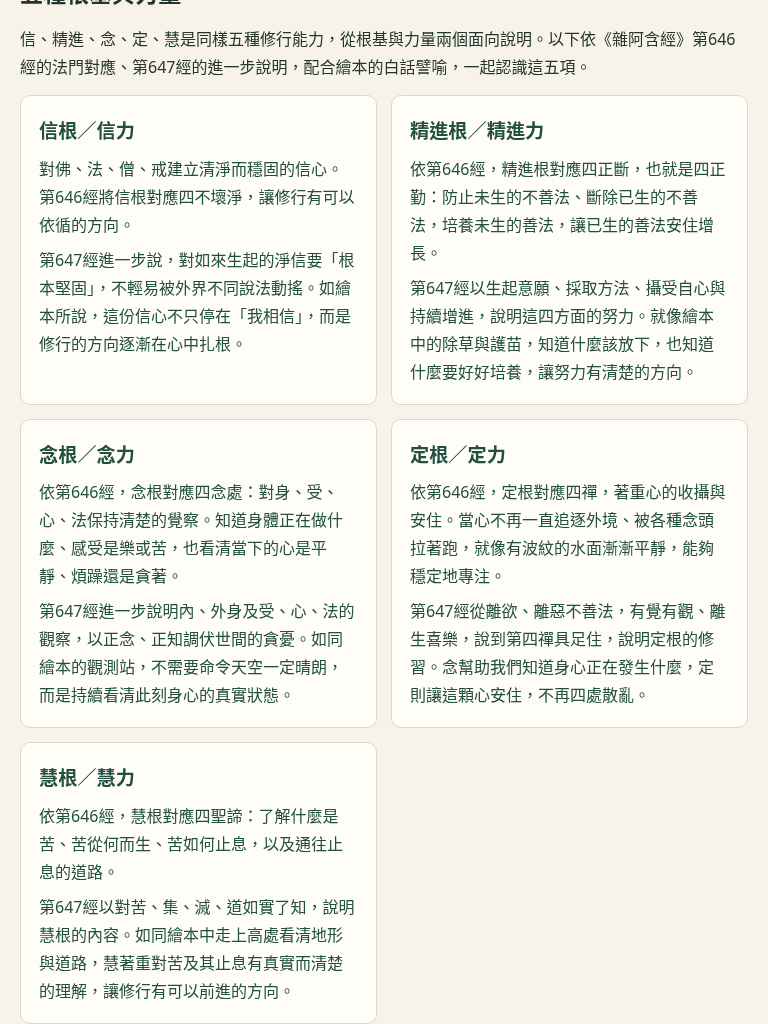 五種根基與力量
信、精進、念、定、慧是同樣五種修行能力，從根基與力量兩個面向說明。以下依《雜阿含經》第646
經的法門對應、第647經的進一步說明，配合繪本的白話譬喻，一起認識這五項。
信根／信力
對佛、法、僧、戒建立清淨而穩固的信心。
第646經將信根對應四不壞淨，讓修行有可以
依循的方向。
第647經進一步說，對如來生起的淨信要「根
本堅固」，不輕易被外界不同說法動搖。如繪
本所說，這份信心不只停在「我相信」，而是
修行的方向逐漸在心中扎根。
精進根／精進力
依第646經，精進根對應四正斷，也就是四正
勤：防止未生的不善法、斷除已生的不善
法，培養未生的善法，讓已生的善法安住增
長。
第647經以生起意願、採取方法、攝受自心與
持續增進，說明這四方面的努力。就像繪本
中的除草與護苗，知道什麼該放下，也知道
什麼要好好培養，讓努力有清楚的方向。
念根／念力
依第646經，念根對應四念處：對身、受、
心、法保持清楚的覺察。知道身體正在做什
麼、感受是樂或苦，也看清當下的心是平
靜、煩躁還是貪著。
第647經進一步說明內、外身及受、心、法的
觀察，以正念、正知調伏世間的貪憂。如同
繪本的觀測站，不需要命令天空一定晴朗，
而是持續看清此刻身心的真實狀態。
定根／定力
依第646經，定根對應四禪，著重心的收攝與
安住。當心不再一直追逐外境、被各種念頭
拉著跑，就像有波紋的水面漸漸平靜，能夠
穩定地專注。
第647經從離欲、離惡不善法，有覺有觀、離
生喜樂，說到第四禪具足住，說明定根的修
習。念幫助我們知道身心正在發生什麼，定
則讓這顆心安住，不再四處散亂。
慧根／慧力
依第646經，慧根對應四聖諦：了解什麼是
苦、苦從何而生、苦如何止息，以及通往止
息的道路。
第647經以對苦、集、滅、道如實了知，說明
慧根的內容。如同繪本中走上高處看清地形
與道路，慧著重對苦及其止息有真實而清楚
的理解，讓修行有可以前進的方向。